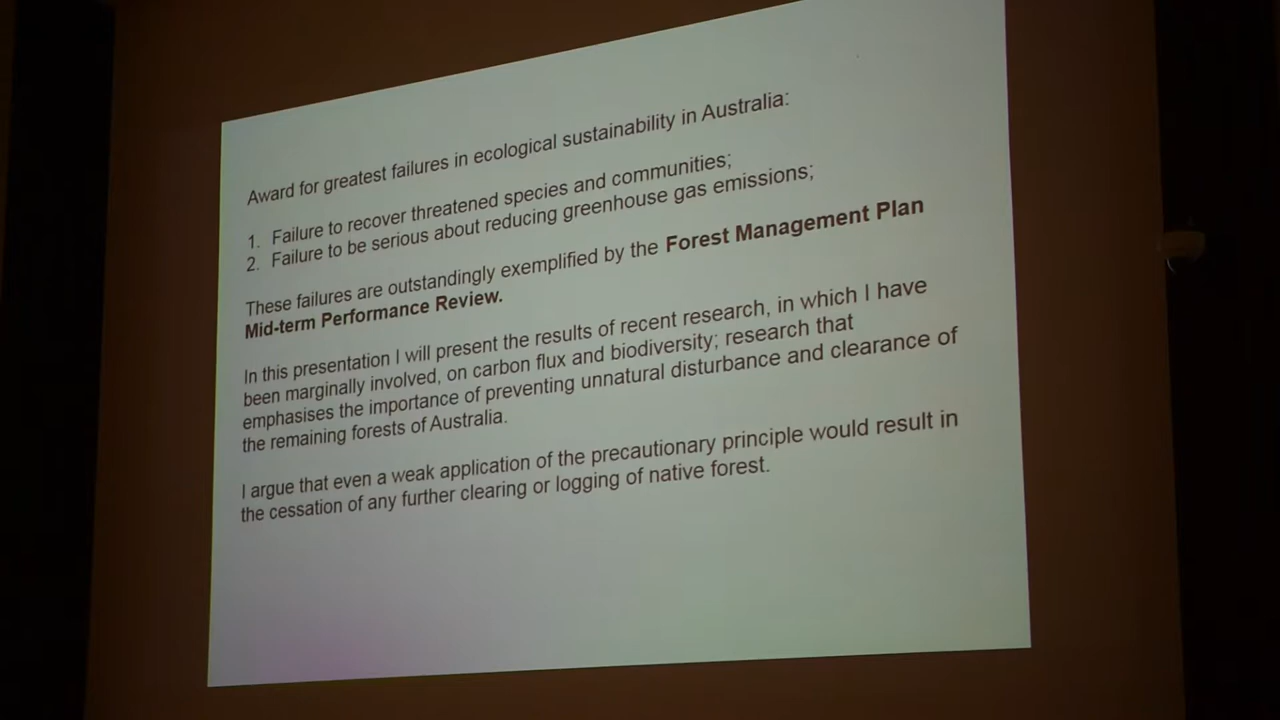 Award for greatest failures in ecological sustainability in Australia:
1. Failure to recover threatened species and communities;
2. Failure to be serious about reducing greenhouse gas emissions;
These failures are outstandingly exemplified by the Forest Management Plan
Mid-term Performance Review.
In this presentation I will present the results of recent research, in which I have
been marginally involved, on carbon flux and biodiversity; research that
emphasises the importance of preventing unnatural disturbance and clearance of
the remaining forests of Australia.
I argue that even a weak application of the precautionary principle would result in
the cessation of any further clearing or logging of native forest.